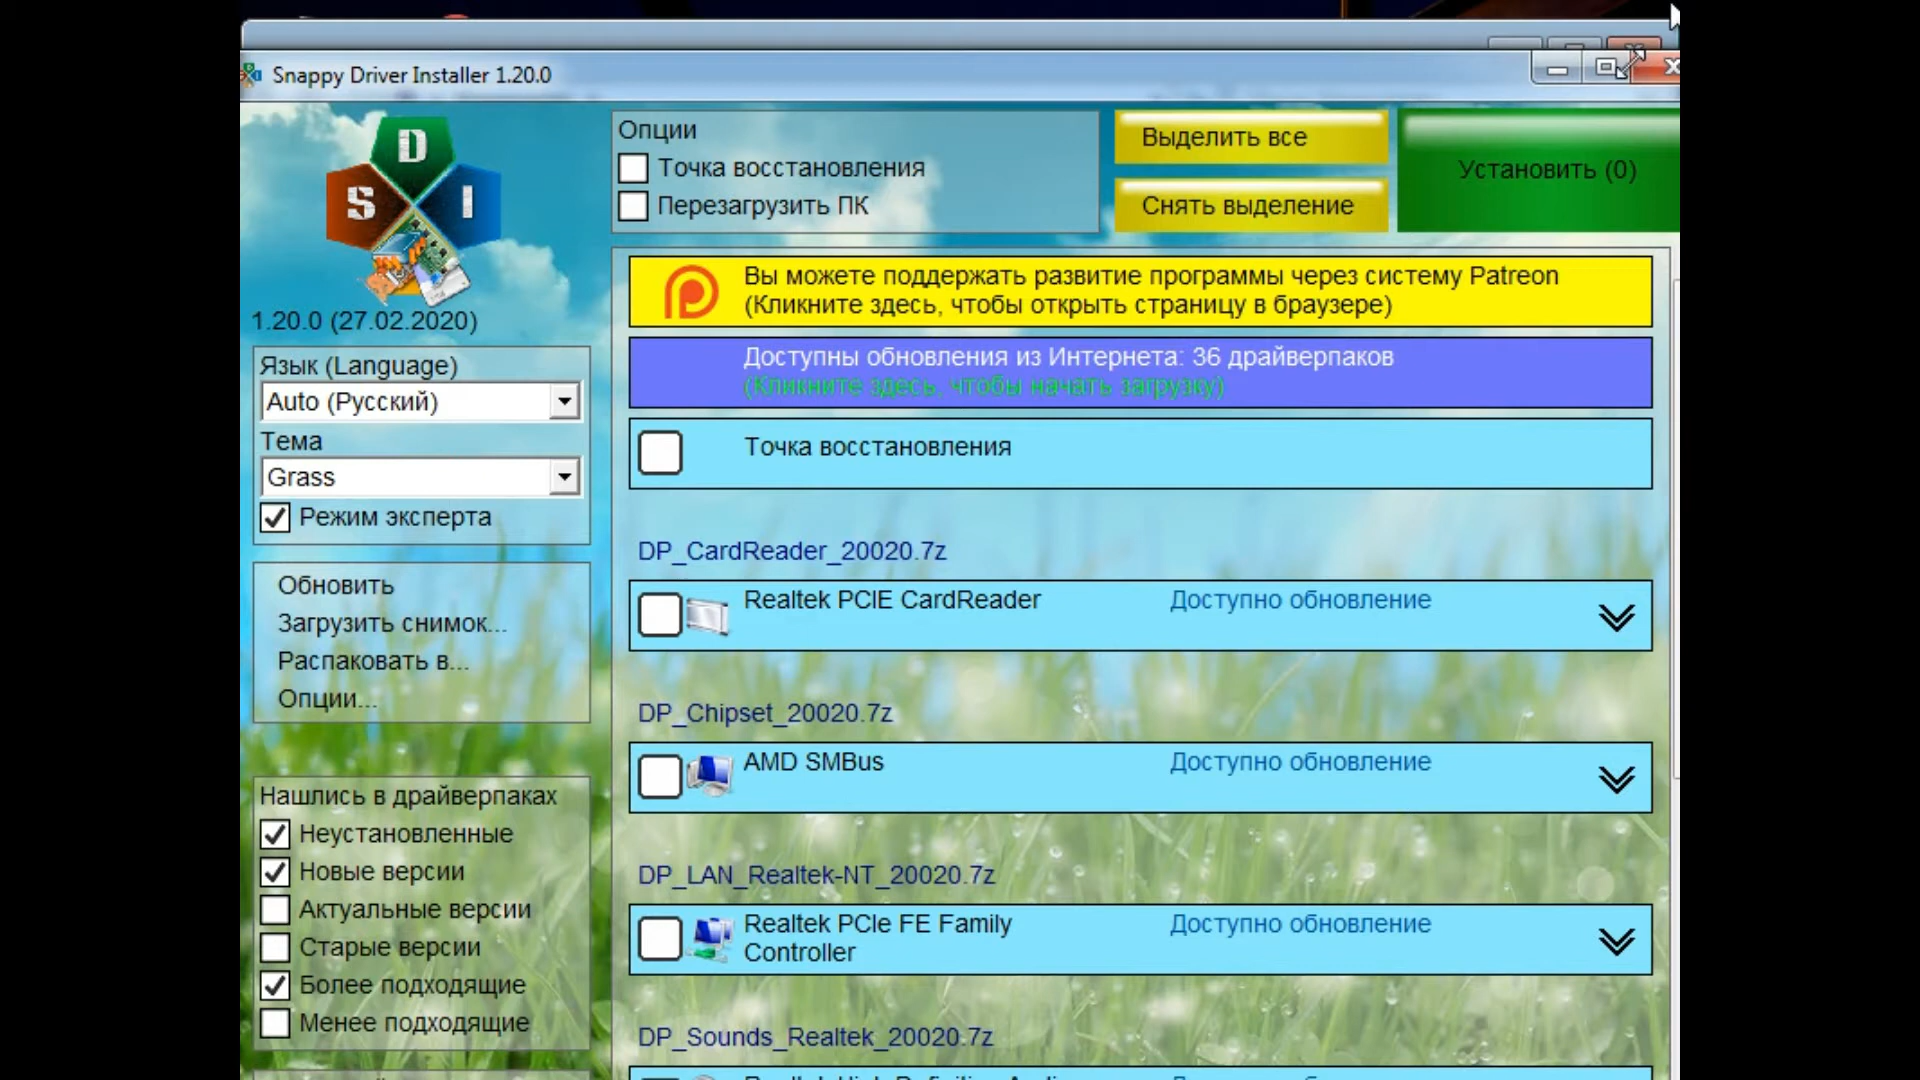 Snappy Driver Installer 1.20.0
D
S I
1.20.0 (27.02.2020)
Язык (Language)
Auto (Русский)
Тема
Grass
Режим эксперта
Обновить
Загрузить снимок...
Распаковать в...
Опции...
Нашлись в драйверпаках
Неустановленные
Новые версии
Актуальные версии
Старые версии
Более подходящие
Менее подходящие
Опции
Точка восстановления
Перезагрузить ПК
Выделить все
Снять выделение
Установить (0)
Вы можете поддержать развитие программы через систему Patreon
(Кликните здесь, чтобы открыть страницу в браузере)
Доступны обновления из Интернета: 36 драйверпаков
(Кликните здесь, чтобы начать загрузку)
Точка восстановления
DP_CardReader_20020.7z
Realtek PCIE CardReader Доступно обновление
DP_Chipset_20020.7z
AMD SMBus Доступно обновление
DP_LAN_Realtek-NT_20020.7z
Realtek PCIe FE Family Доступно обновление
Controller
DP_Sounds_Realtek_20020.7z